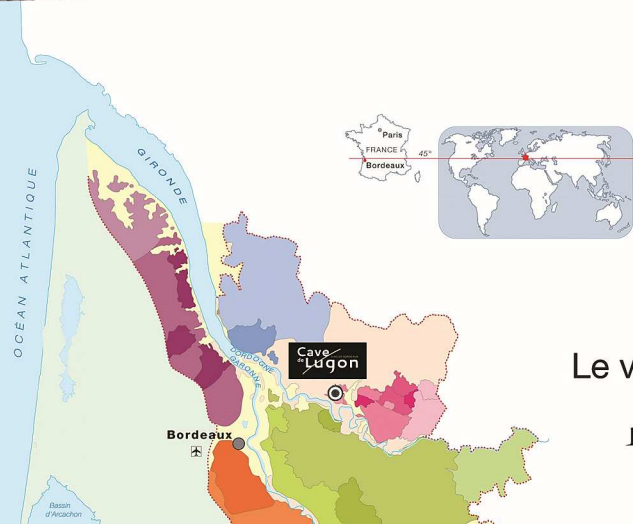 OCÉAN ATLANTIQUE
GIRONDE
Paris
FRANCE
45°
Bordeaux
DORDOGNE
GARONNE
Cave
de Lugon
Bordeaux
Le v
Bassin
d'Arcachon